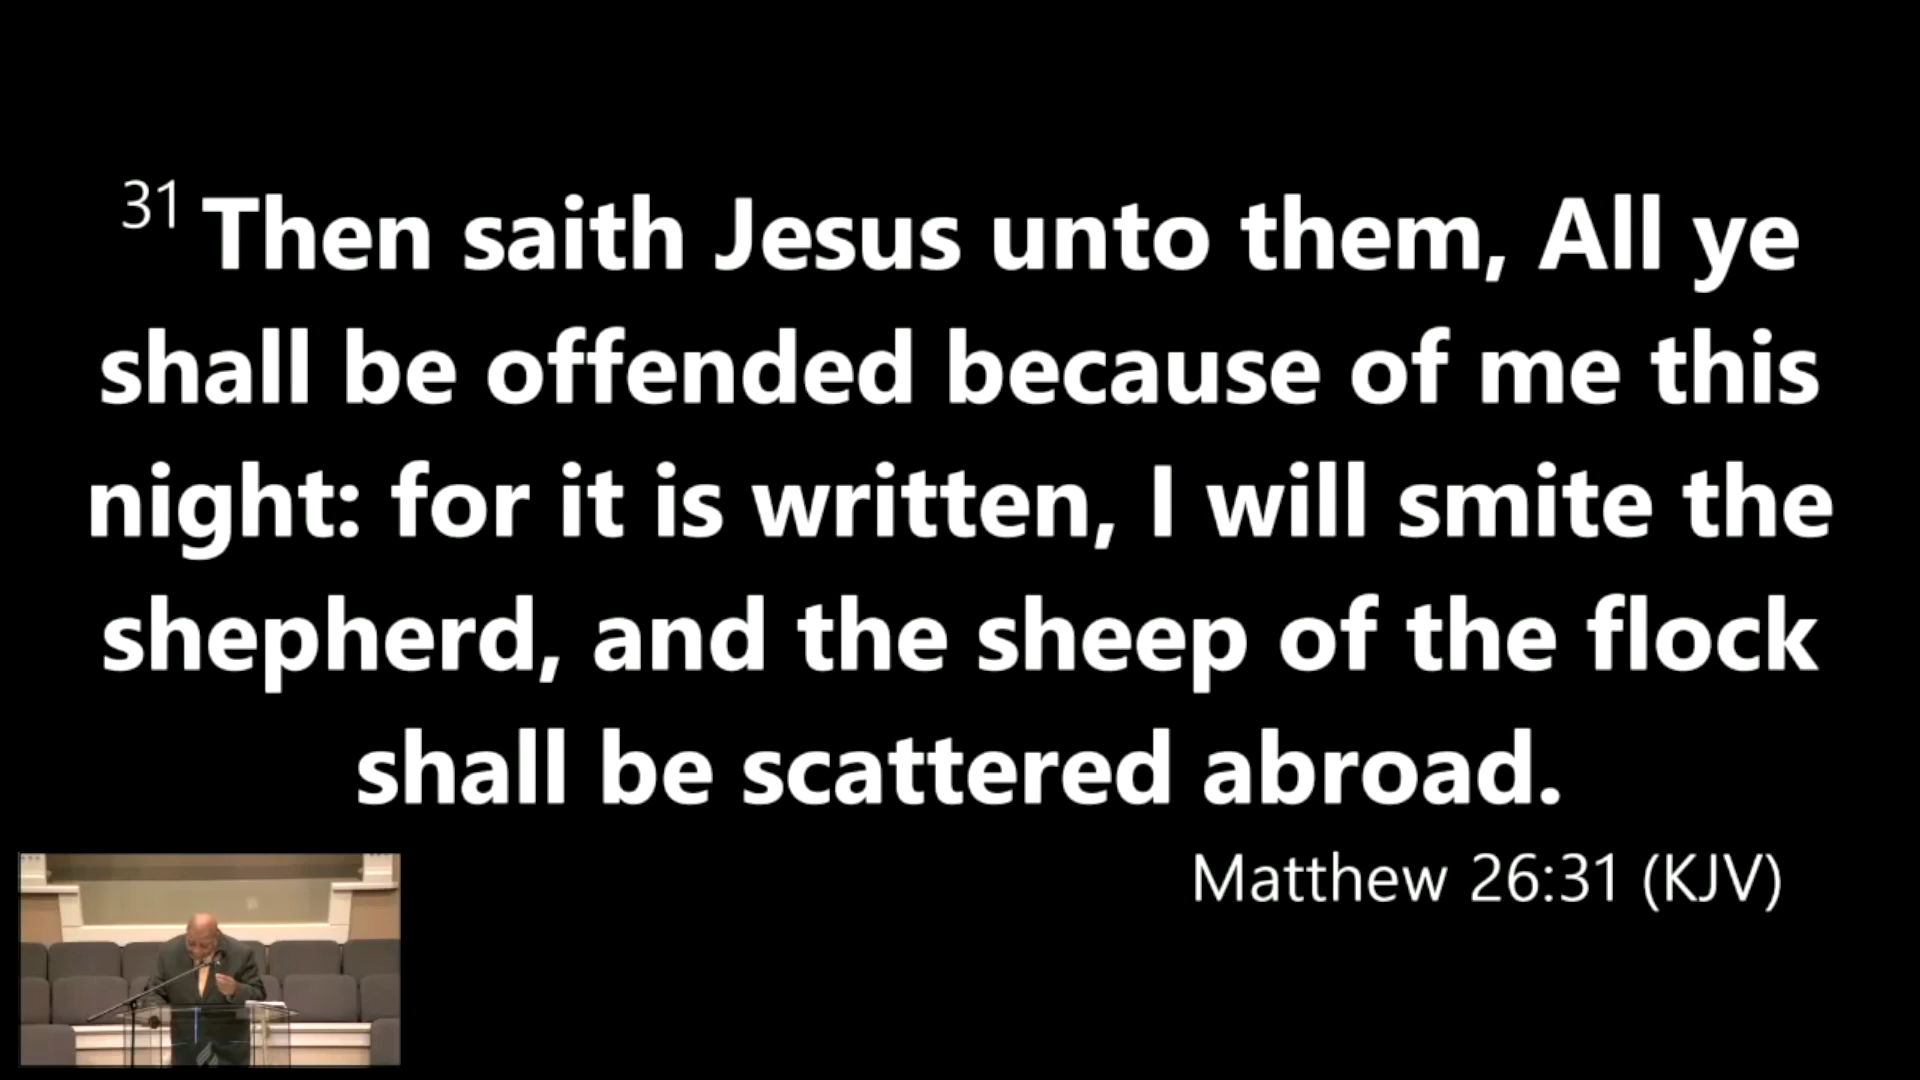 31 Then saith Jesus unto them, All ye
shall be offended because of me this
night: for it is written, I will smite the
shepherd, and the sheep of the flock
shall be scattered abroad.
Matthew 26:31 (KJV)